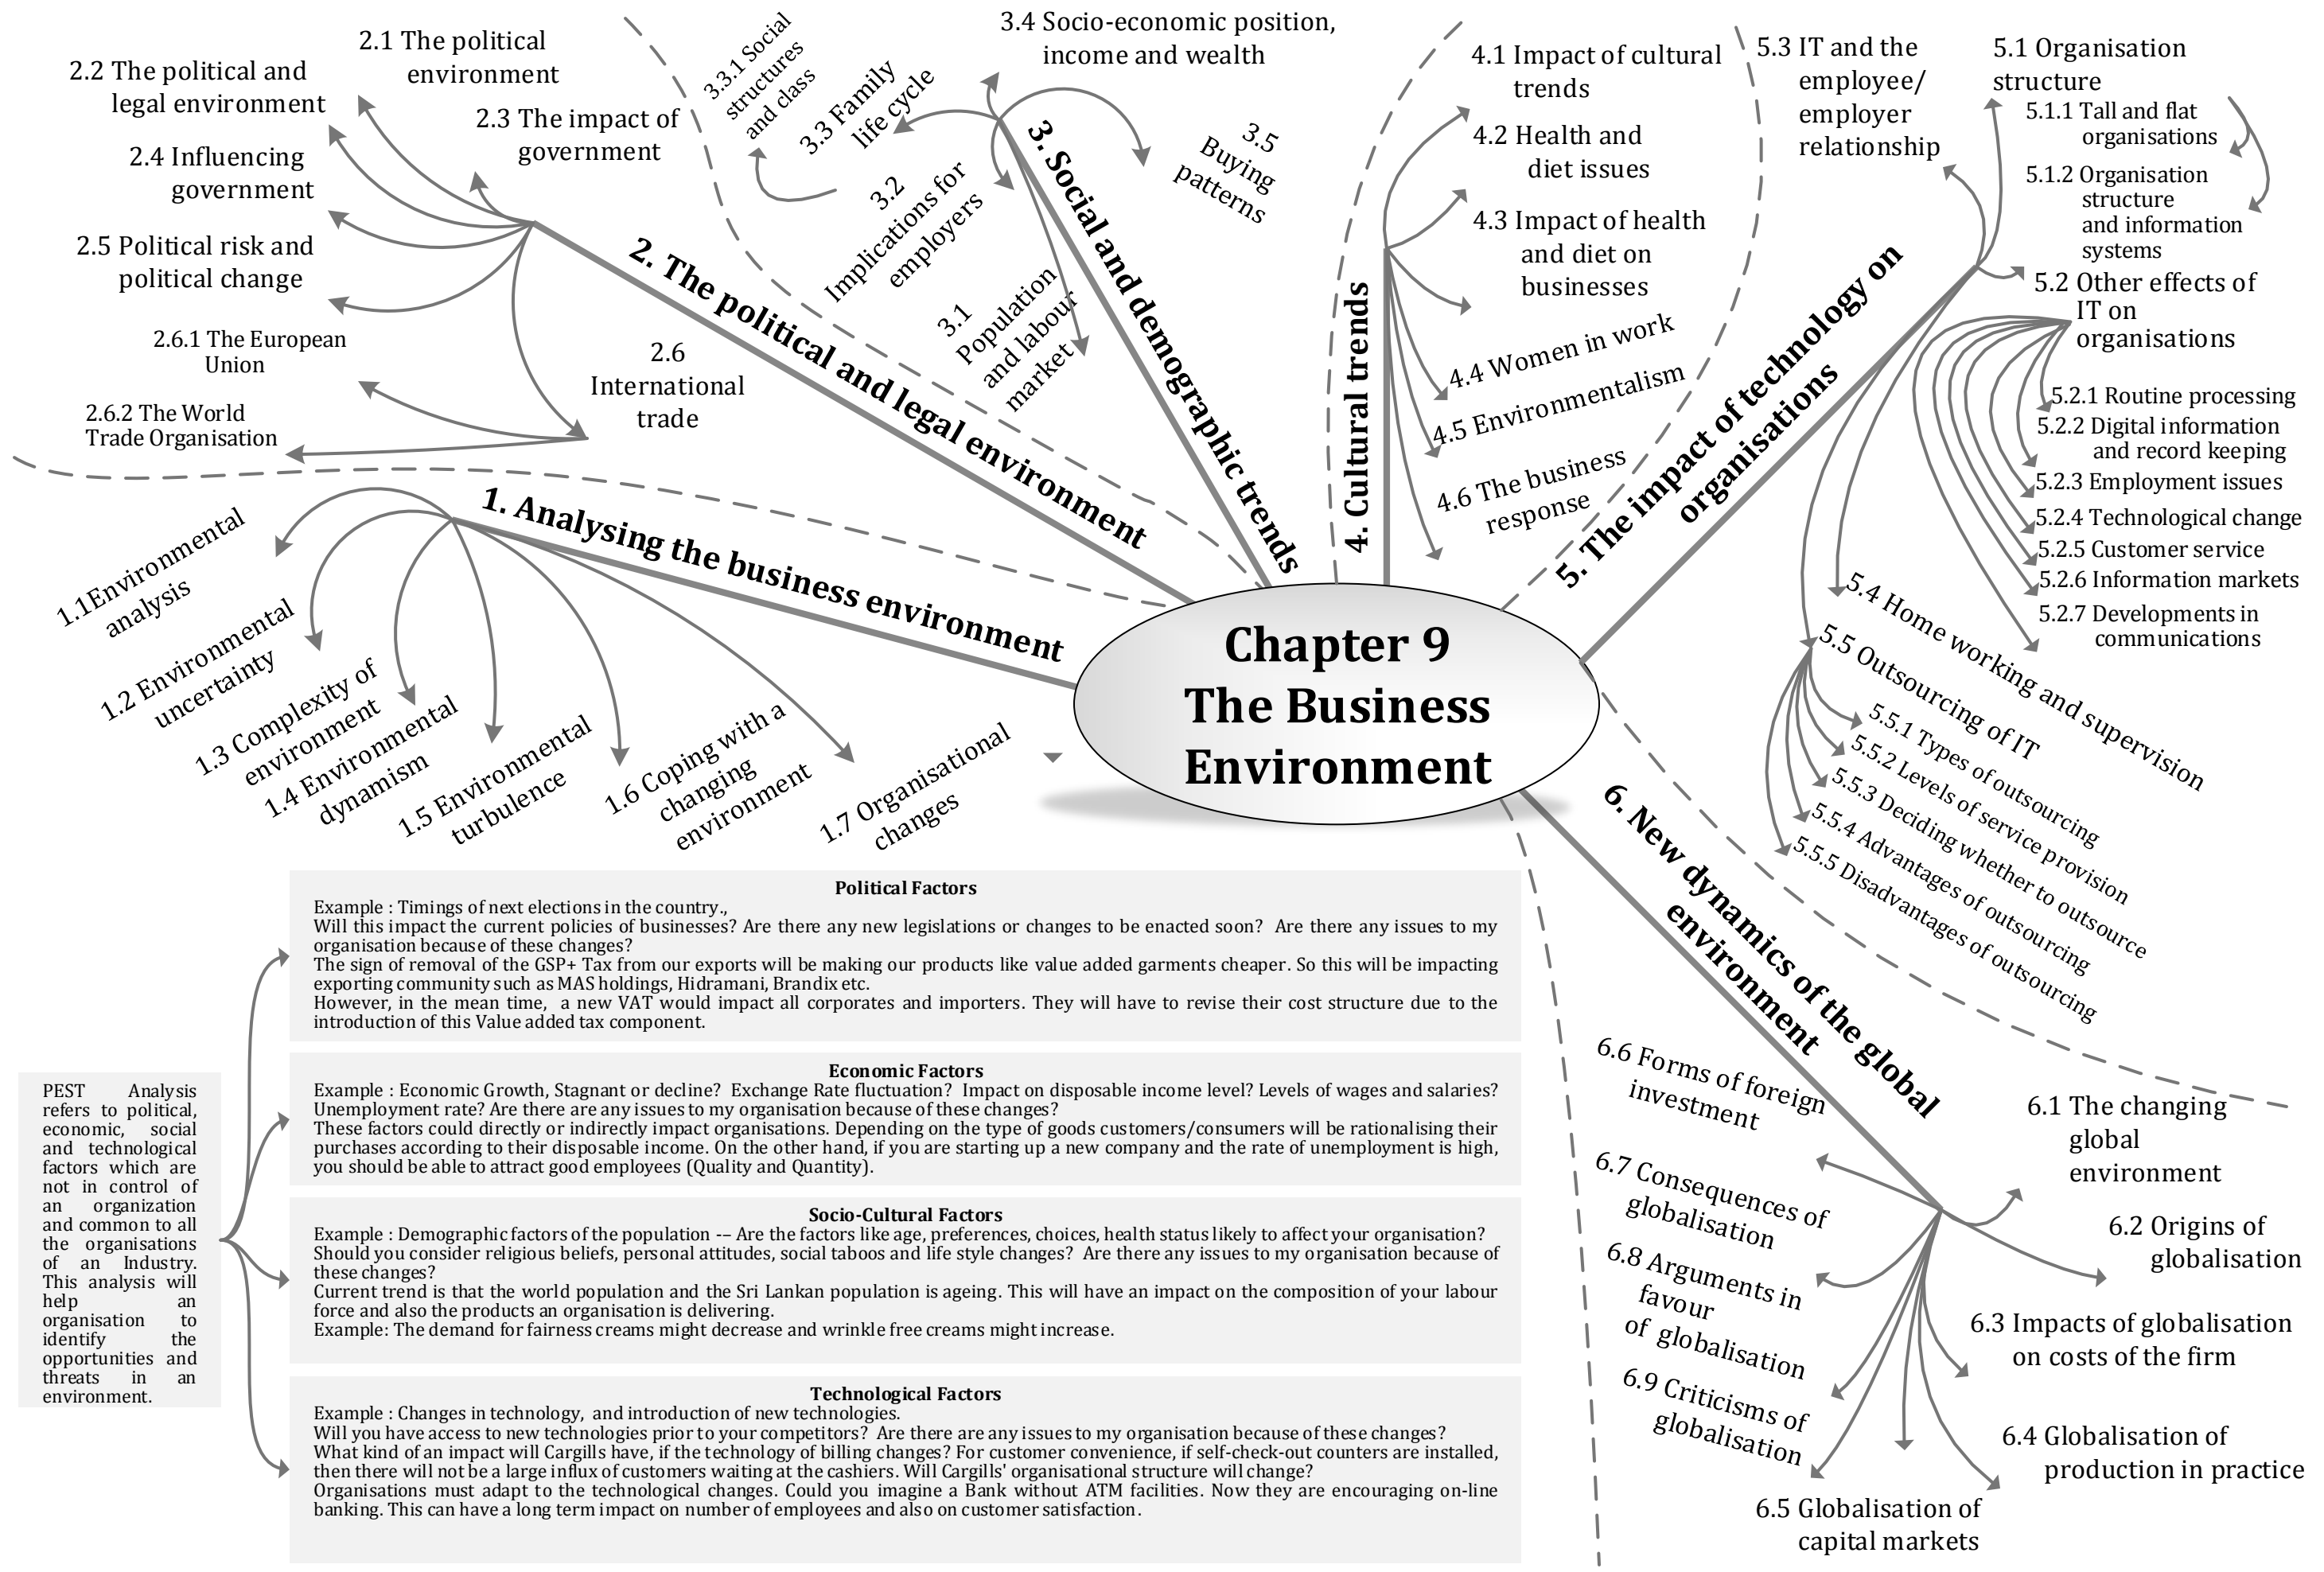 Chapter 9
The Business
Environment
1. Analysing the business environment
1.1Environmental
analysis
1.2 Environmental
uncertainty
1.3 Complexity of
environment
1.4 Environmental
dynamism
1.5 Environmental
turbulence
1.6 Coping with a
changing
environment
1.7 Organisational
changes
2. The political and legal environment
2.1 The political
environment
2.2 The political and
legal environment
2.3 The impact of
government
2.4 Influencing
government
2.5 Political risk and
political change
2.6
International
trade
2.6.1 The European
Union
2.6.2 The World
Trade Organisation
3. Social and demographic trends
3.1
Population
and labour
market
3.2
Implications for
employers
3.3 Family
life cycle
3.3.1 Social
structures
and class
3.4 Socio-economic position,
income and wealth
3.5
Buying
patterns
4. Cultural trends
4.1 Impact of cultural
trends
4.2 Health and
diet issues
4.3 Impact of health
and diet on
businesses
4.4 Women in work
4.5 Environmentalism
4.6 The business
response
5. The impact of technology on
organisations
5.1 Organisation
structure
5.1.1 Tall and flat
organisations
5.1.2 Organisation
structure
and information
systems
5.2 Other effects of
IT on
organisations
5.2.1 Routine processing
5.2.2 Digital information
and record keeping
5.2.3 Employment issues
5.2.4 Technological change
5.2.5 Customer service
5.2.6 Information markets
5.2.7 Developments in
communications
5.3 IT and the
employee/
employer
relationship
5.4 Home working and supervision
5.5 Outsourcing of IT
5.5.1 Types of outsourcing
5.5.2 Levels of service provision
5.5.3 Deciding whether to outsource
5.5.4 Advantages of outsourcing
5.5.5 Disadvantages of outsourcing
6. New dynamics of the global
environment
6.1 The changing
global
environment
6.2 Origins of
globalisation
6.3 Impacts of globalisation
on costs of the firm
6.4 Globalisation of
production in practice
6.5 Globalisation of
capital markets
6.6 Forms of foreign
investment
6.7 Consequences of
globalisation
6.8 Arguments in
favour
of globalisation
6.9 Criticisms of
globalisation
PEST Analysis
refers to political,
economic, social
and technological
factors which are
not in control of
an organization
and common to all
the organisations
of an Industry.
This analysis will
help an
organisation to
identify the
opportunities and
threats in an
environment.
Political Factors
Example : Timings of next elections in the country.,
Will this impact the current policies of businesses? Are there any new legislations or changes to be enacted soon? Are there any issues to my
organisation because of these changes?
The sign of removal of the GSP+ Tax from our exports will be making our products like value added garments cheaper. So this will be impacting
exporting community such as MAS holdings, Hidramani, Brandix etc.
However, in the mean time, a new VAT would impact all corporates and importers. They will have to revise their cost structure due to the
introduction of this Value added tax component.
Economic Factors
Example : Economic Growth, Stagnant or decline? Exchange Rate fluctuation? Impact on disposable income level? Levels of wages and salaries?
Unemployment rate? Are there are any issues to my organisation because of these changes?
These factors could directly or indirectly impact organisations. Depending on the type of goods customers/consumers will be rationalising their
purchases according to their disposable income. On the other hand, if you are starting up a new company and the rate of unemployment is high,
you should be able to attract good employees (Quality and Quantity).
Socio-Cultural Factors
Example : Demographic factors of the population -– Are the factors like age, preferences, choices, health status likely to affect your organisation?
Should you consider religious beliefs, personal attitudes, social taboos and life style changes? Are there any issues to my organisation because of
these changes?
Current trend is that the world population and the Sri Lankan population is ageing. This will have an impact on the composition of your labour
force and also the products an organisation is delivering.
Example: The demand for fairness creams might decrease and wrinkle free creams might increase.
Technological Factors
Example : Changes in technology, and introduction of new technologies.
Will you have access to new technologies prior to your competitors? Are there are any issues to my organisation because of these changes?
What kind of an impact will Cargills have, if the technology of billing changes? For customer convenience, if self-check-out counters are installed,
then there will not be a large influx of customers waiting at the cashiers. Will Cargills' organisational structure will change?
Organisations must adapt to the technological changes. Could you imagine a Bank without ATM facilities. Now they are encouraging on-line
banking. This can have a long term impact on number of employees and also on customer satisfaction.